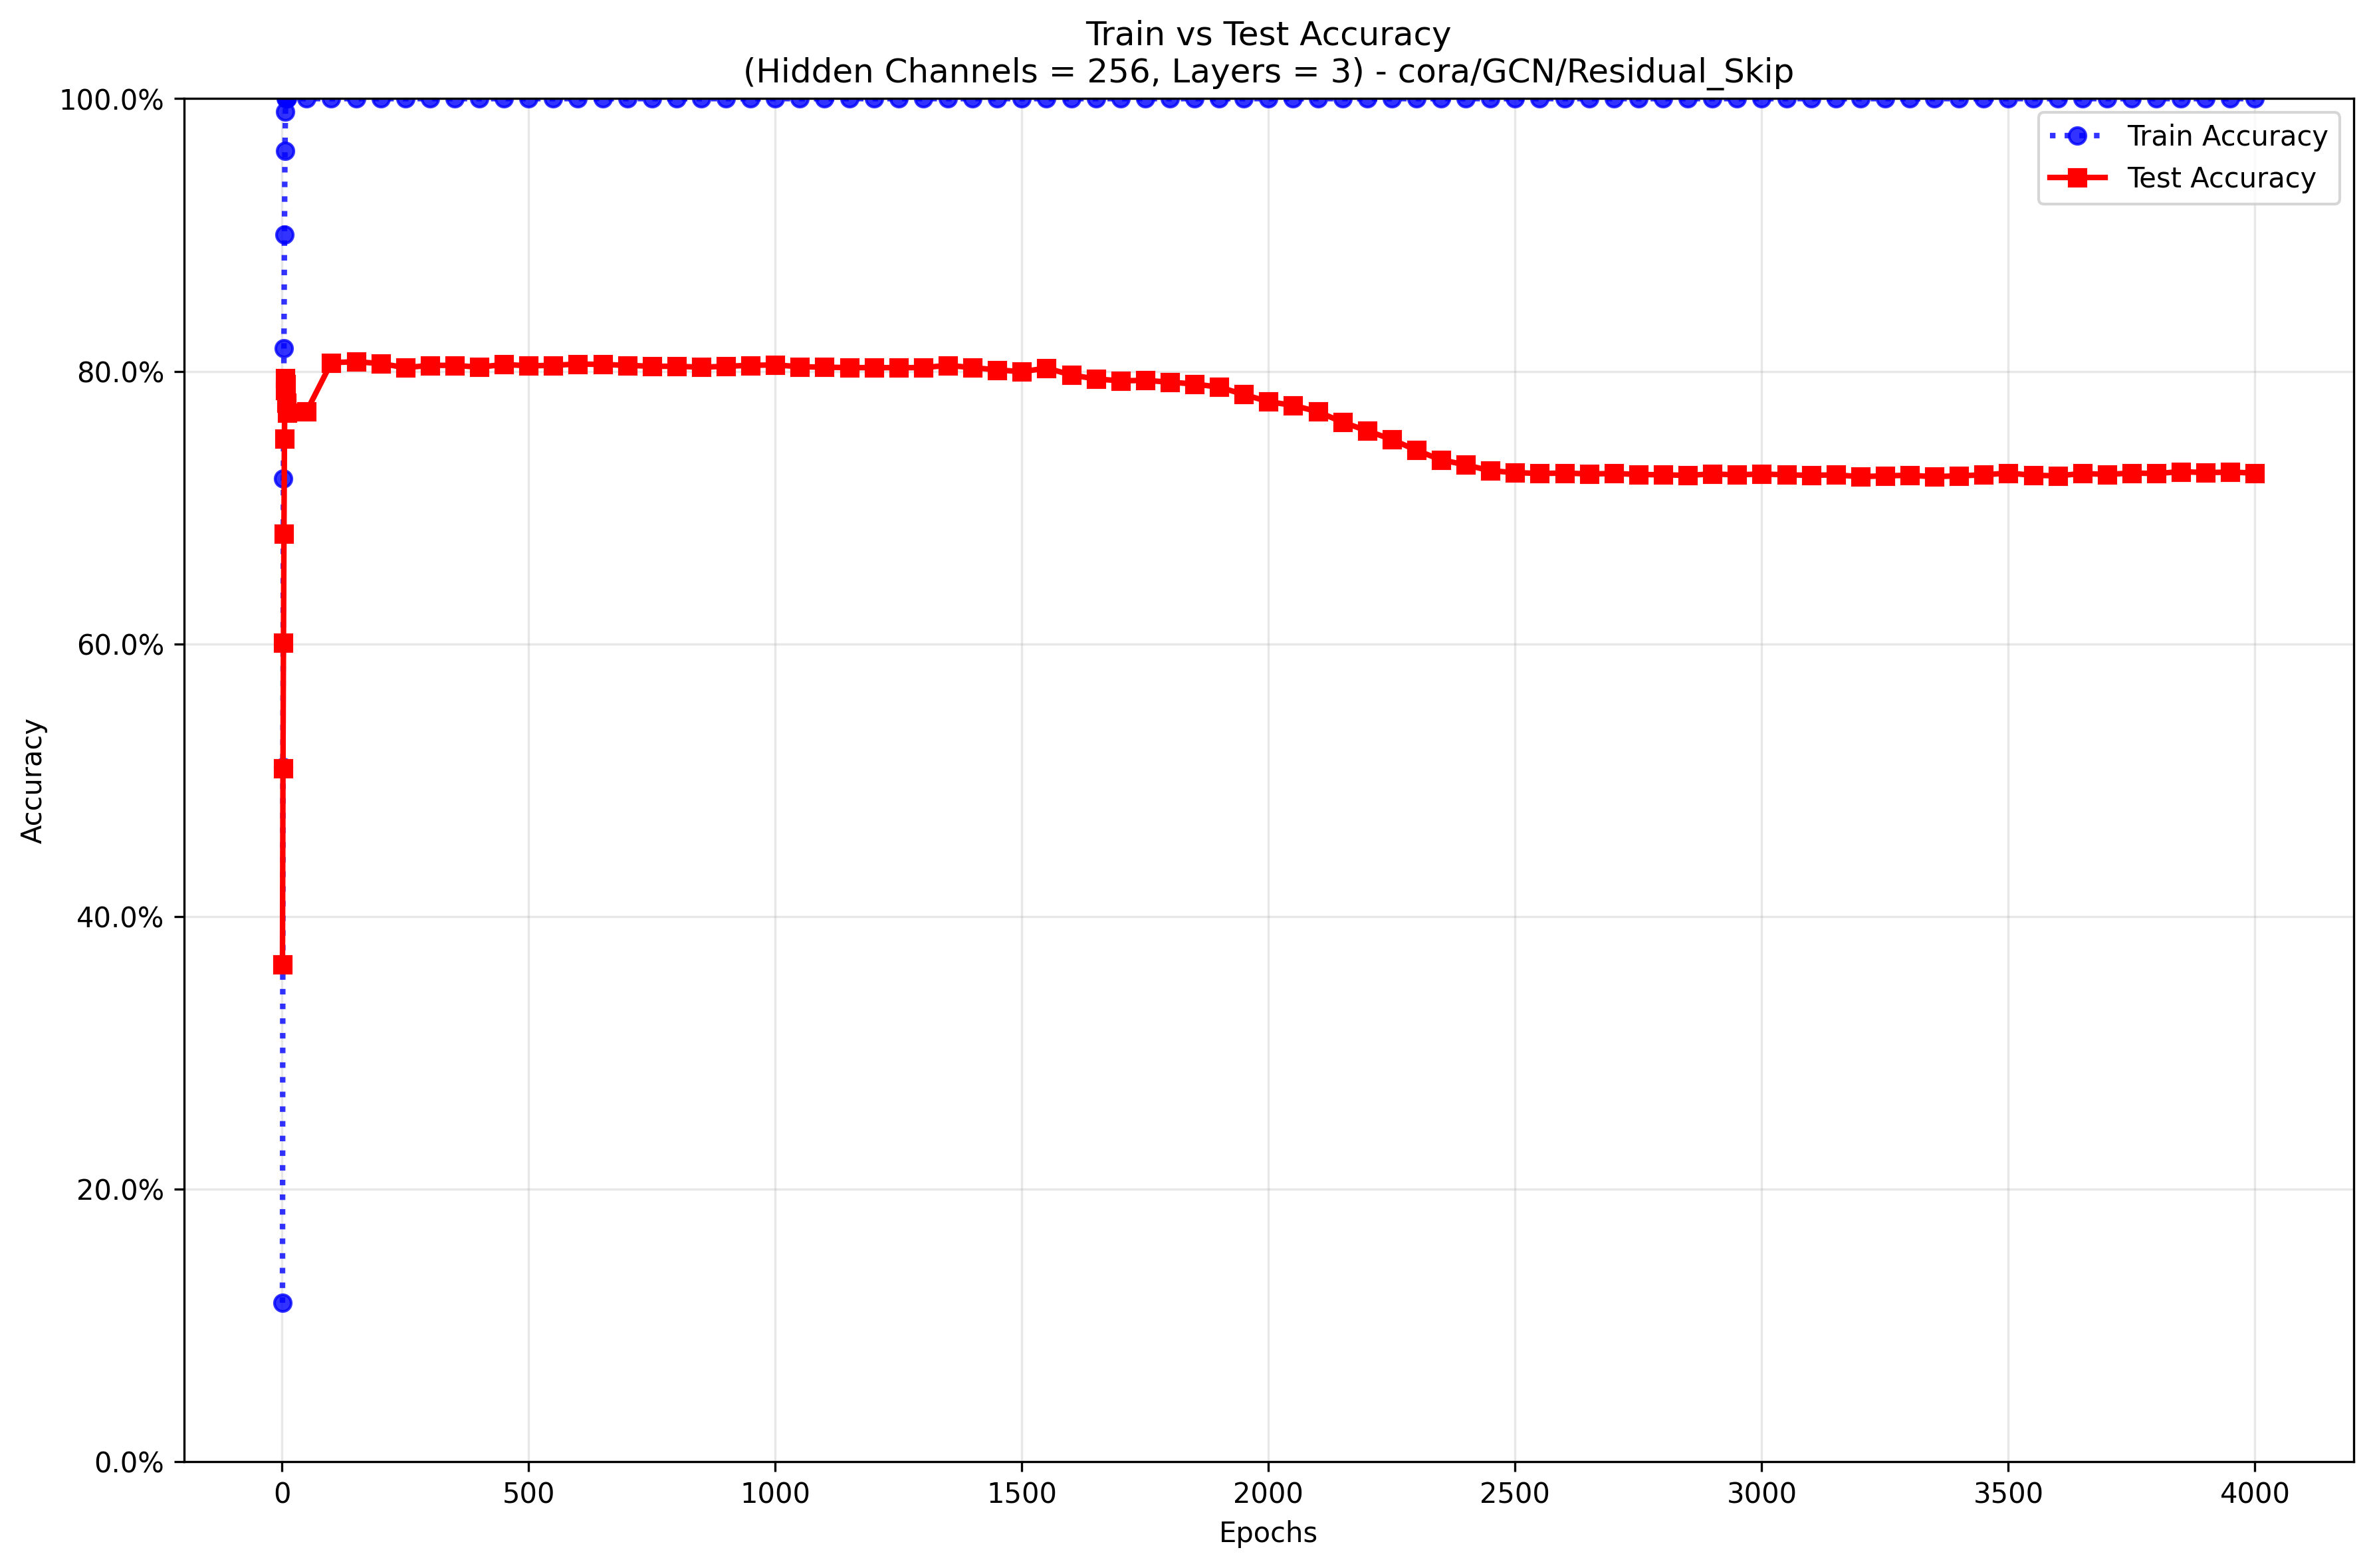 Train vs Test Accuracy
(Hidden Channels = 256, Layers = 3) - cora/GCN/Residual_Skip
100.0%
80.0%
60.0%
40.0%
20.0%
0.0%
Accuracy
Train Accuracy
Test Accuracy
0 500 1000 1500 2000 2500 3000 3500 4000
Epochs